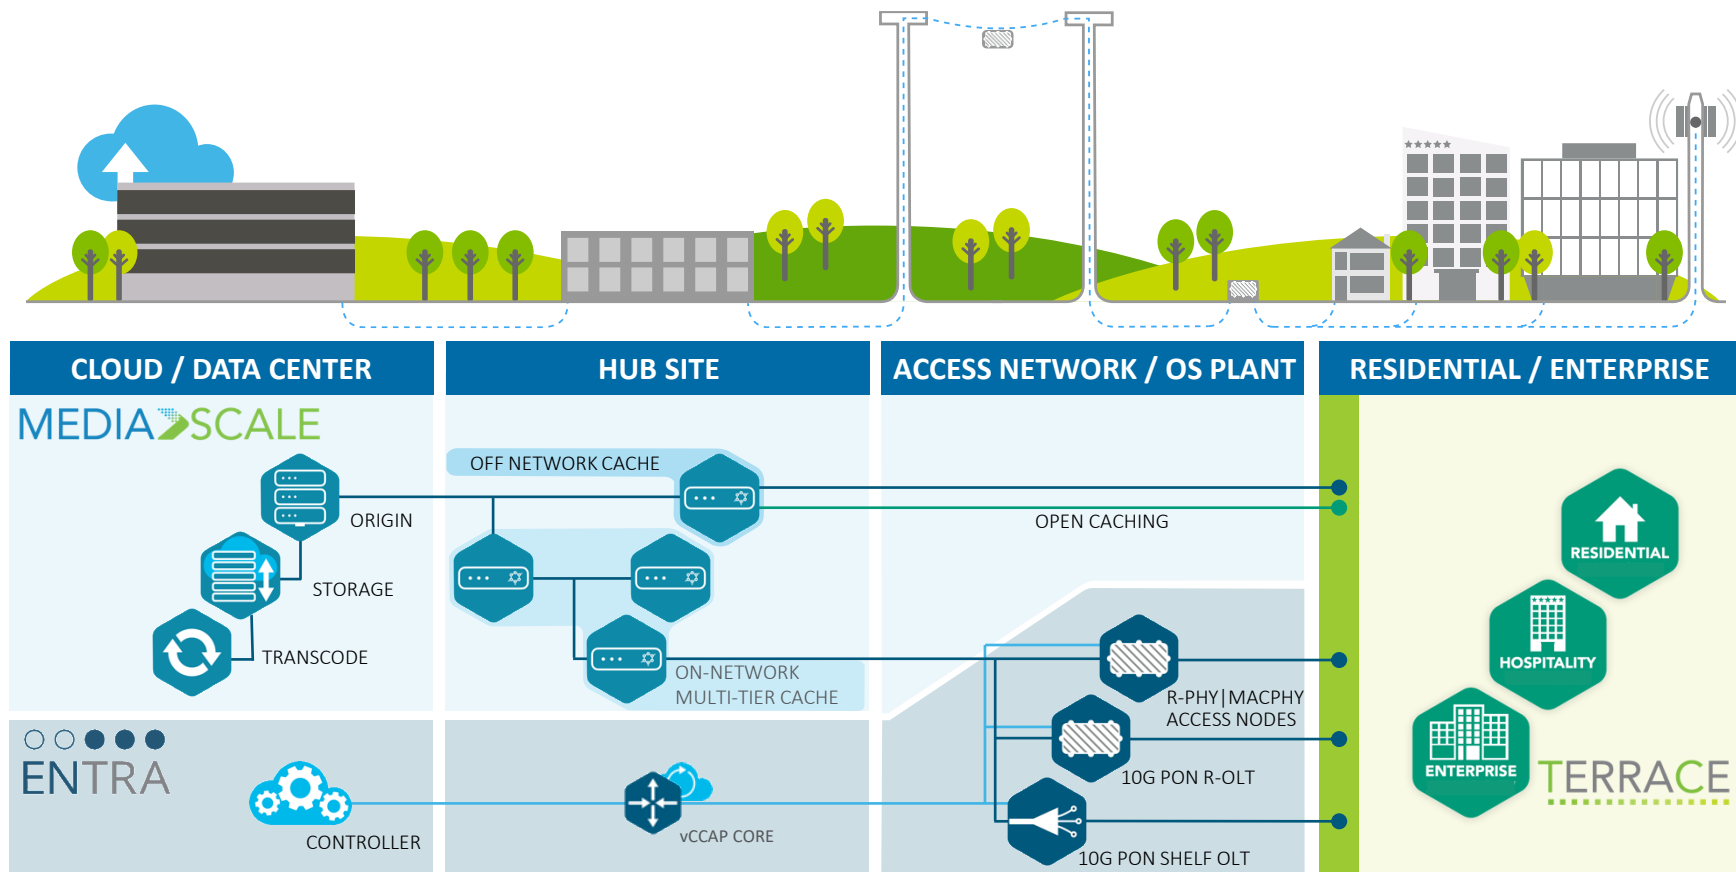 CLOUD / DATA CENTER
HUB SITE
ACCESS NETWORK / OS PLANT
RESIDENTIAL / ENTERPRISE
MEDIA SCALE
OFF NETWORK CACHE
ORIGIN
OPEN CACHING
STORAGE
TRANSCODE
ON-NETWORK
MULTI-TIER CACHE
R-PHY|MACPHY
ACCESS NODES
10G PON R-OLT
10G PON SHELF OLT
ENTRA
CONTROLLER
vCCAP CORE
RESIDENTIAL
HOSPITALITY
ENTERPRISE
TERRACE